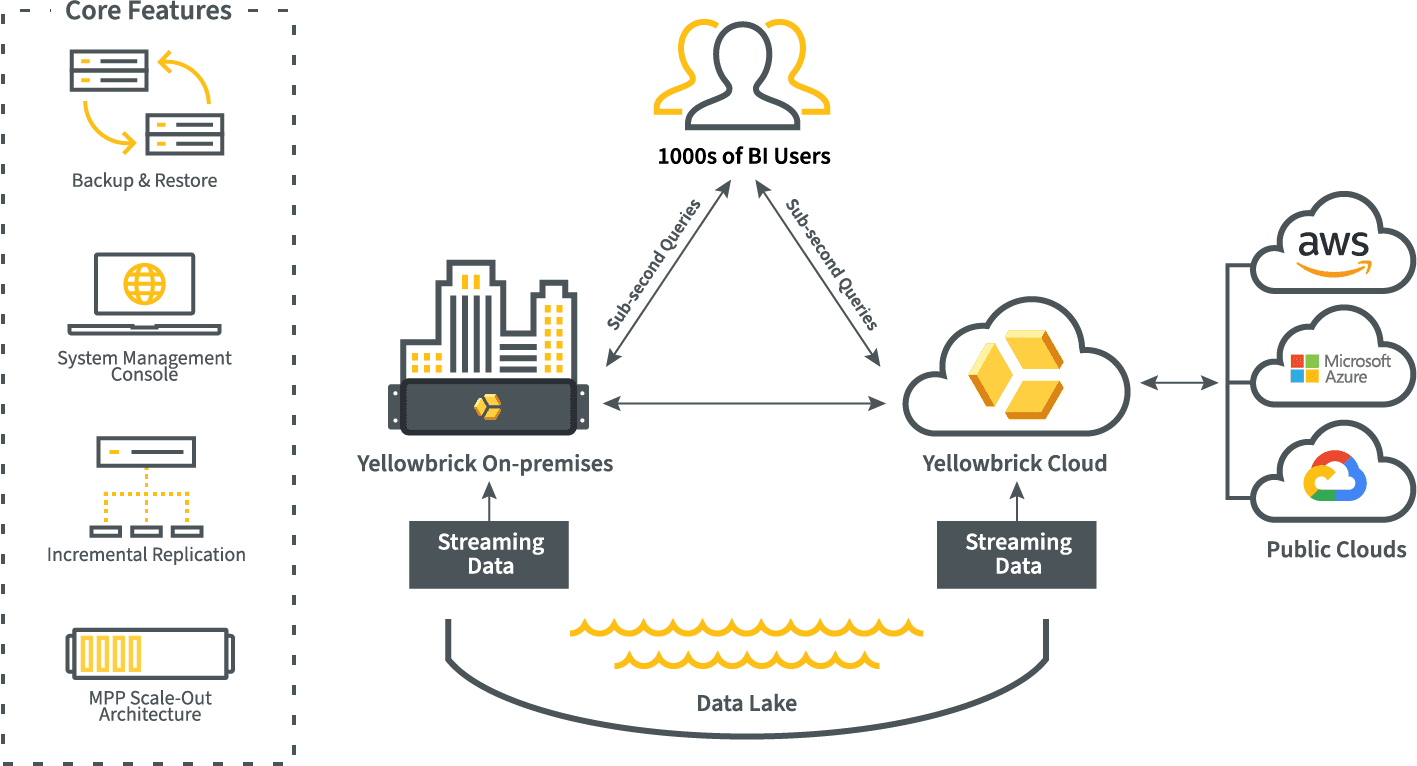 Core Features
Backup & Restore
System Management
Console
Incremental Replication
MPP Scale-Out
Architecture
1000s of BI Users
Sub-second Queries
Sub-second Queries
Yellowbrick On-premises
Yellowbrick Cloud
Streaming
Data
Streaming
Data
Data Lake
aws
Microsoft
Azure
Public Clouds